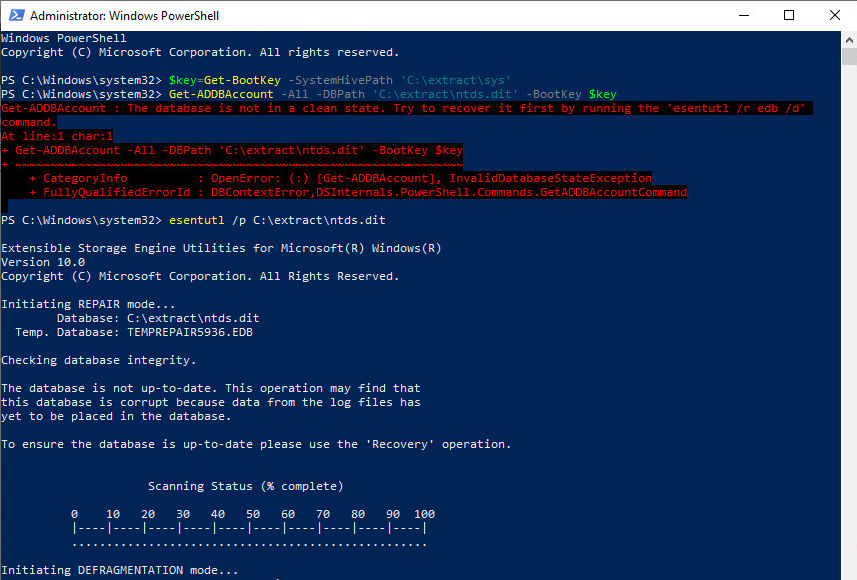 Administrator: Windows PowerShell
Windows PowerShell
Copyright (C) Microsoft Corporation. All rights reserved.
PS C:\Windows\system32> $key=Get-BootKey -SystemHivePath 'C:\extract\sys'
PS C:\Windows\system32> Get-ADDBAccount -All -DBPath 'C:\extract\ntds.dit' -BootKey $key
Get-ADDBAccount : The database is not in a clean state. Try to recover it first by running the 'esentutl /r edb /d'
command.
At line:1 char:1
+ Get-ADDBAccount -All -DBPath 'C:\extract\ntds.dit' -BootKey $key
+ ~~~~~~~~~~~~~~~~~~~~~~~~~~~~~~~~~~~~~~~~~~~~~~~~~~~~~~~~~~~~~~~~
+ CategoryInfo : OpenError: (:) [Get-ADDBAccount], InvalidDatabaseStateException
+ FullyQualifiedErrorId : DBContextError,DSInternals.PowerShell.Commands.GetADDBAccountCommand
PS C:\Windows\system32> esentutl /p C:\extract\ntds.dit
Extensible Storage Engine Utilities for Microsoft(R) Windows(R)
Version 10.0
Copyright (C) Microsoft Corporation. All Rights Reserved.
Initiating REPAIR mode...
Database: C:\extract\ntds.dit
Temp. Database: TEMPREPAIR5936.EDB
Checking database integrity.
The database is not up-to-date. This operation may find that
this database is corrupt because data from the log files has
yet to be placed in the database.
To ensure the database is up-to-date please use the 'Recovery' operation.
Scanning Status (% complete)
0 10 20 30 40 50 60 70 80 90 100
|----|----|----|----|----|----|----|----|----|----|
...................................................
Initiating DEFRAGMENTATION mode...